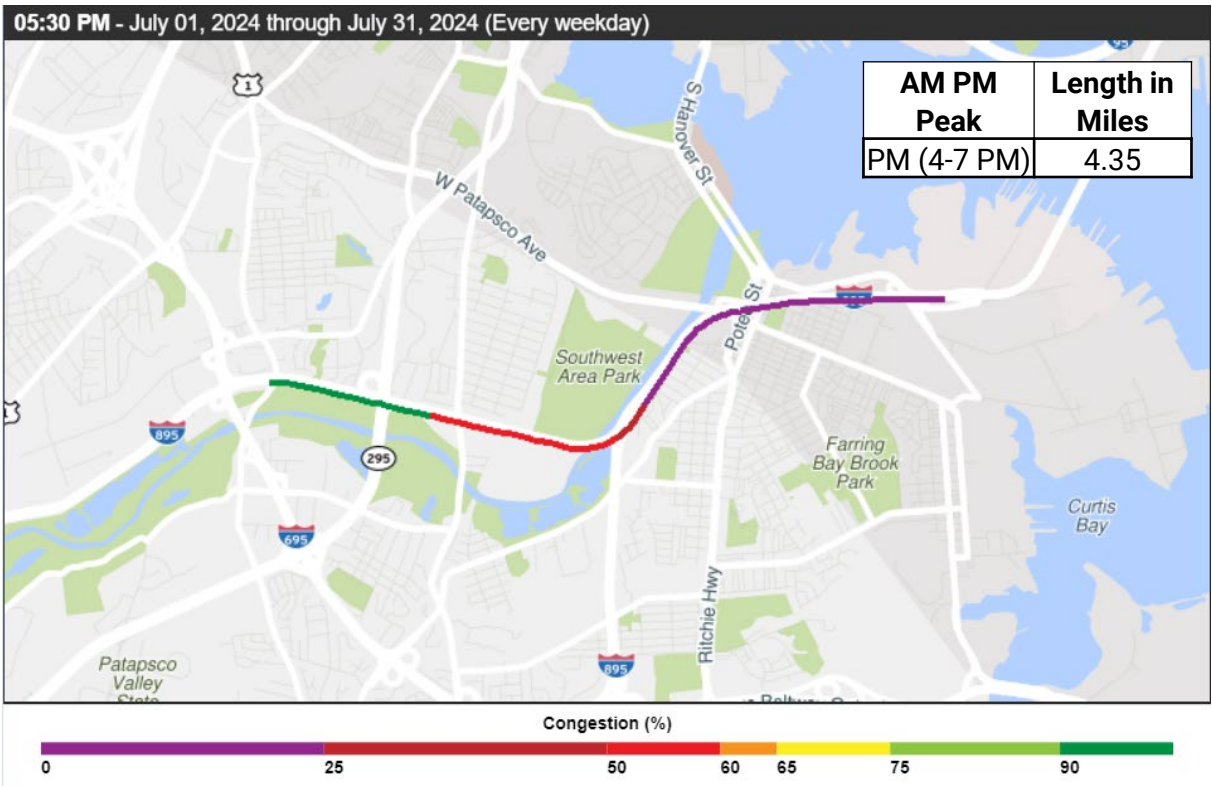 05:30 PM - July 01, 2024 through July 31, 2024 (Every weekday)
95
1
AM PM
Peak
Length in
Miles
PM (4-7 PM)
4.35
S Hanover St
W Patapsco Ave
Potee St
Southwest
Area Park
895
295
Farring
Bay Brook
Park
Curtis
Bay
695
Ritchie Hwy
895
Patapsco
Valley
State
Congestion (%)
0
25
50
60
65
75
90